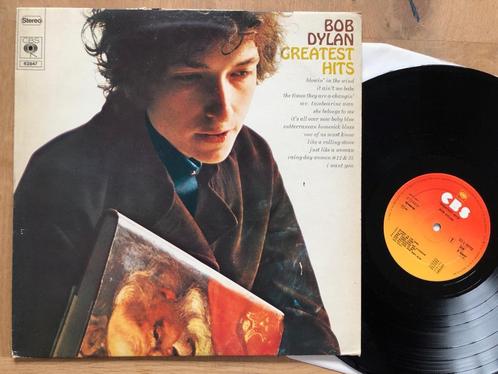 Stereo
CBS
62847
BOB
DYLAN
GREATEST
HITS
blowin' in the wind
it ain't me babe
the times they are a-changin'
mr. tambourine man
she belongs to me
it's all over now baby blue
subterranean homesick blues
one of us must know
like a rolling stone
just like a woman
rainy day women #12 & 35
i want you
CBS